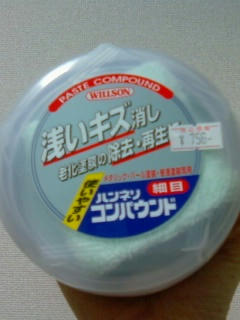 PASTE COMPOUND
WILLSON
浅いキズ消し
老化塗膜の除去・再生
¥756
使いやすい
ハンネリ
コンパウンド
細目